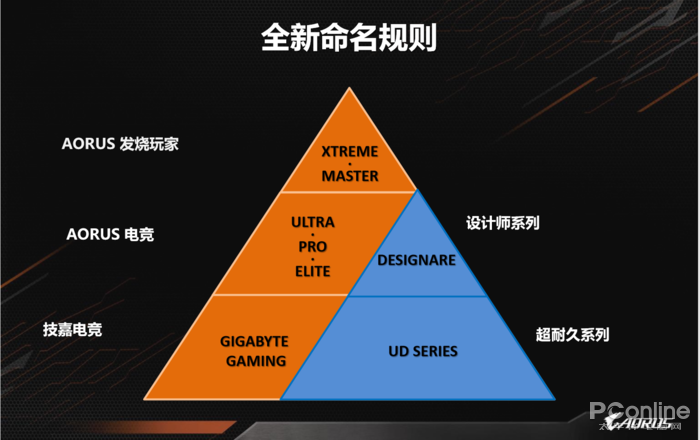 全新命名规则
AORUS 发烧玩家
XTREME
·
MASTER
AORUS 电竞
ULTRA
·
PRO
·
ELITE
设计师系列
DESIGNARE
技嘉电竞
GIGABYTE
GAMING
UD SERIES
超耐久系列
PConline
AORUS